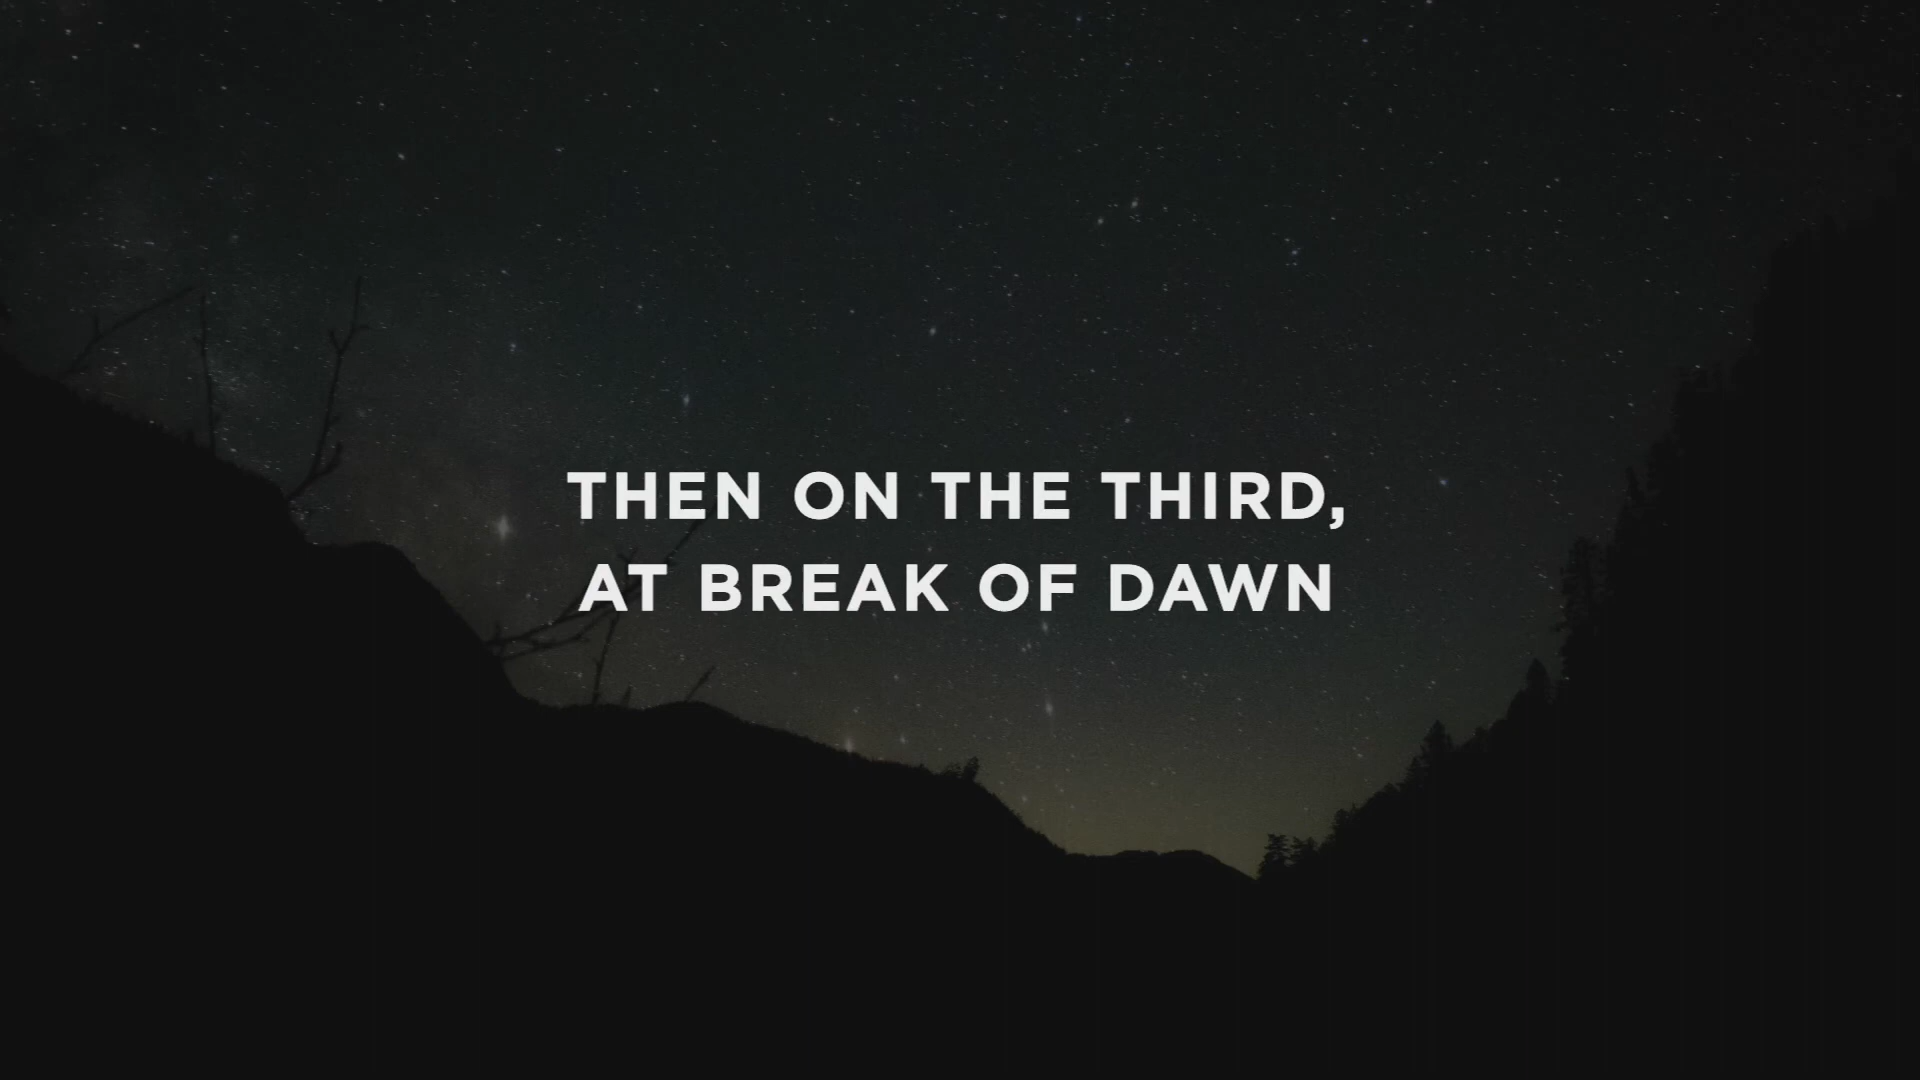 THEN ON THE THIRD,
AT BREAK OF DAWN